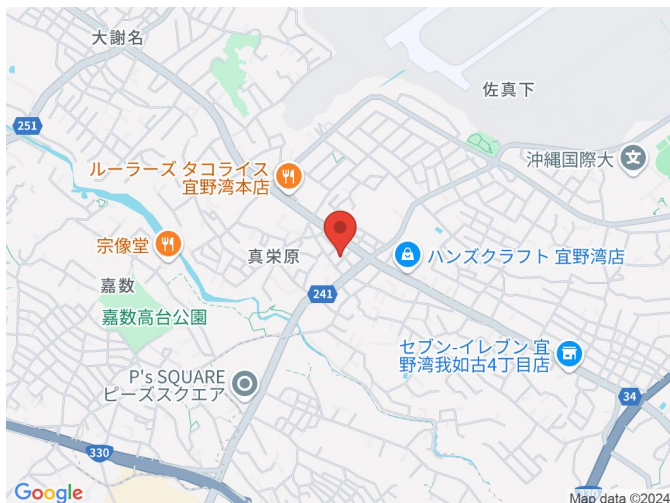 大謝名
佐真下
251
沖縄国際大
ルーラーズ タコライス
宜野湾本店
宗像堂
真栄原
ハンズクラフト 宜野湾店
嘉数
241
嘉数高台公園
セブン-イレブン 宜
野湾我如古4丁目店
P's SQUARE
ピーズスクエア
34
330
Google
Map data ©2024